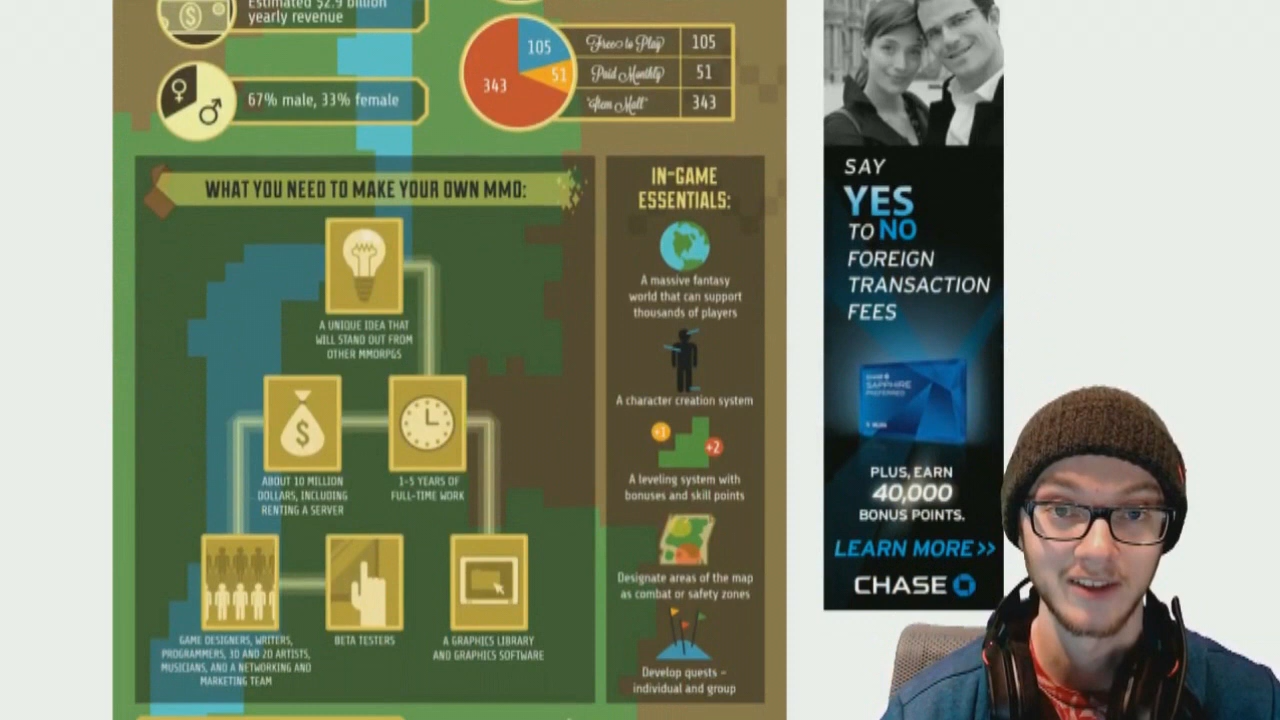 Estimated $2.9 billion
yearly revenue
67% male, 33% female
105
51
343
Free to Play 105
Paid Monthly 51
"Item Mall" 343
WHAT YOU NEED TO MAKE YOUR OWN MMO:
A UNIQUE IDEA THAT
WILL STAND OUT FROM
OTHER MMORPGS
$
ABOUT 10 MILLION
DOLLARS, INCLUDING
RENTING A SERVER
1-5 YEARS OF
FULL-TIME WORK
GAME DESIGNERS, WRITERS,
PROGRAMMERS, 3D AND 2D ARTISTS,
MUSICIANS, AND A NETWORKING AND
MARKETING TEAM
BETA TESTERS
A GRAPHICS LIBRARY
AND GRAPHICS SOFTWARE
IN-GAME
ESSENTIALS:
A massive fantasy
world that can support
thousands of players
A character creation system
+1
+2
A leveling system with
bonuses and skill points
Designate areas of the map
as combat or safety zones
Develop quests –
individual and group
SAY
YES
TO NO
FOREIGN
TRANSACTION
FEES
CHASE
SAPPHIRE
PREFERRED
PLUS, EARN
40,000
BONUS POINTS.
LEARN MORE >>
CHASE